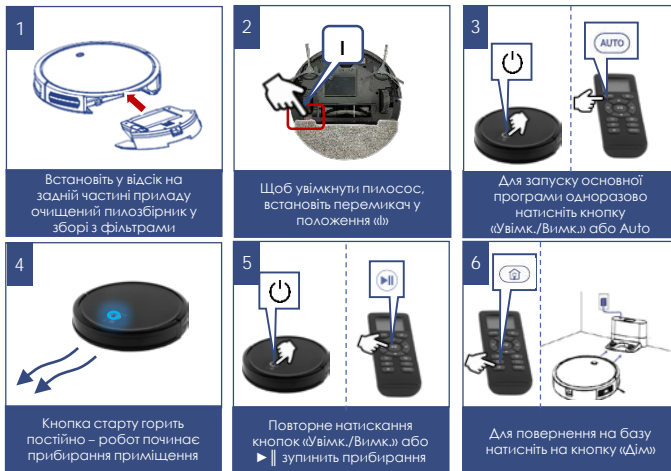 1
Встановіть у відсік на
задній частині приладу
очищений пилозбірник у
зборі з фільтрами
2
I
Щоб увімкнути пилосос,
встановіть перемикач у
положення «І»
3
AUTO
Для запуску основної
програми одноразово
натисніть кнопку
«Увімк./Вимк.» або Auto
4
Кнопка старту горить
постійно – робот починає
прибирання приміщення
5
Повторне натискання
кнопок «Увімк./Вимк.» або
►║ зупинить прибирання
6
Для повернення на базу
натисніть на кнопку «Дім»